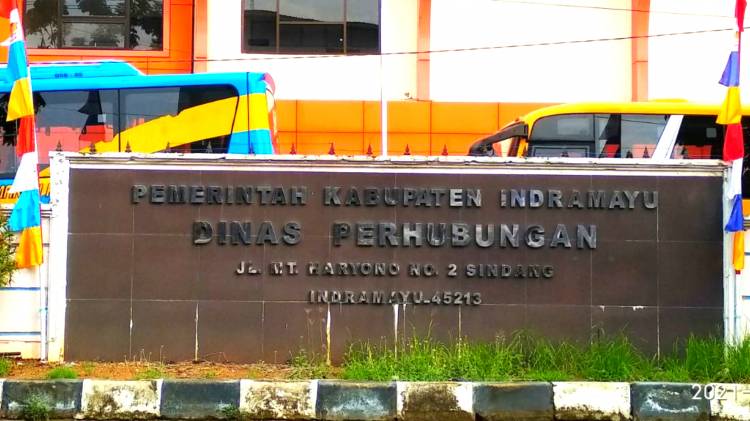 PEMERINTAH KABUPATEN INDRAMAYU
DINAS PERHUBUNGAN
JL. MT. HARYONO NO. 2 SINDANG
INDRAMAYU-45213
2021